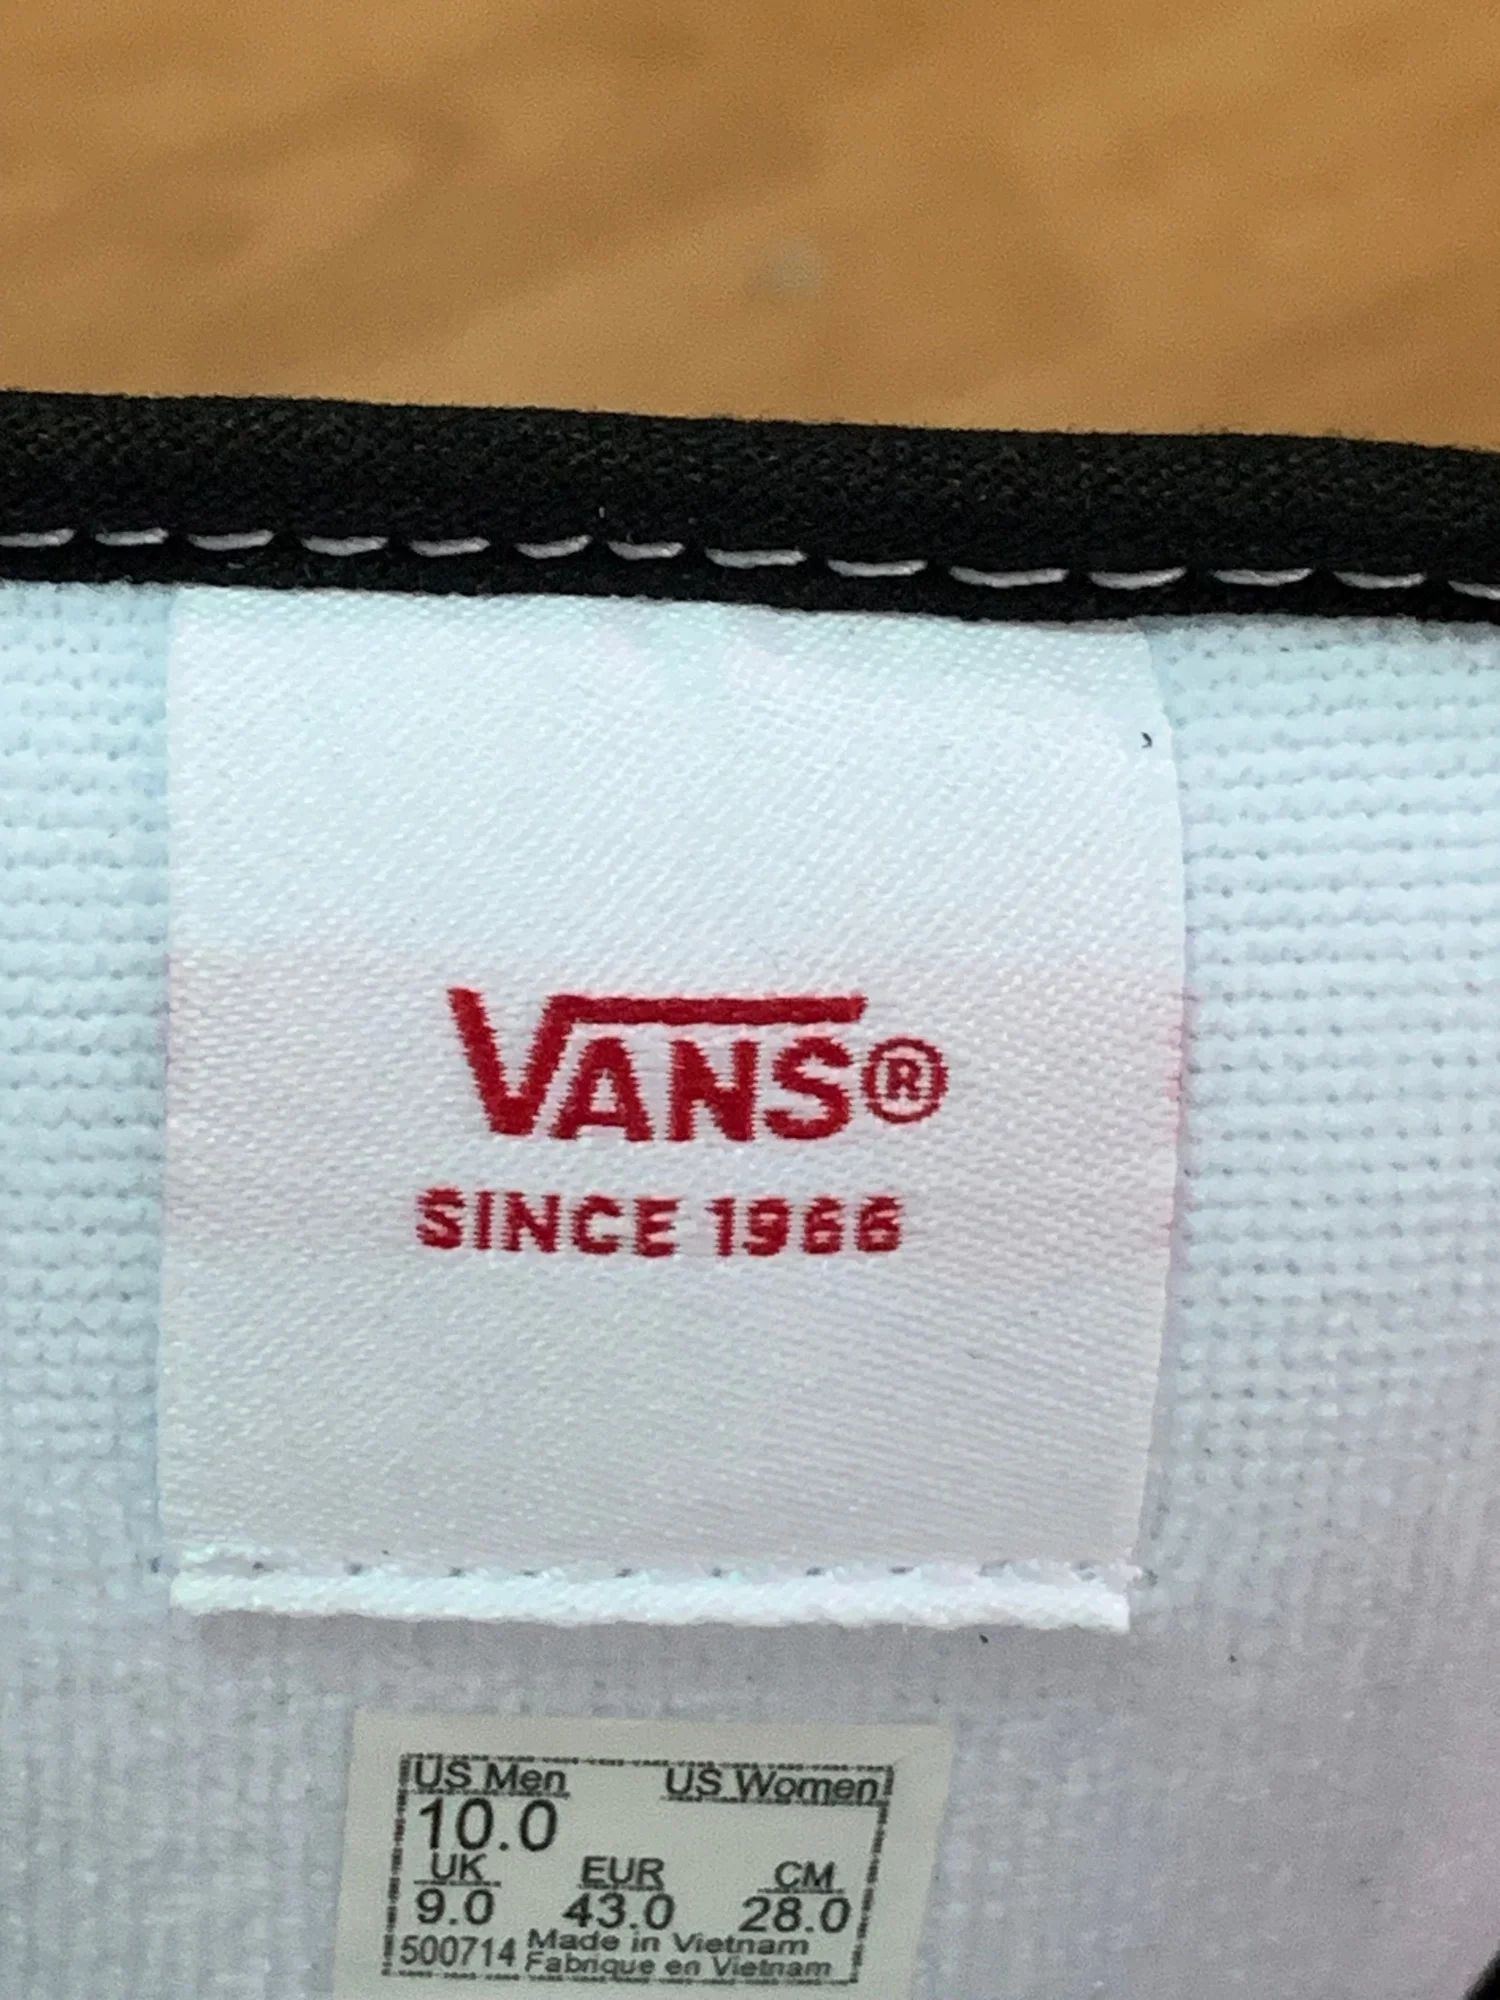 VANS®
SINCE 1966
US Men US Women
10.0
UK EUR CM
9.0 43.0 28.0
500714 Made in Vietnam
Fabrique en Vietnam